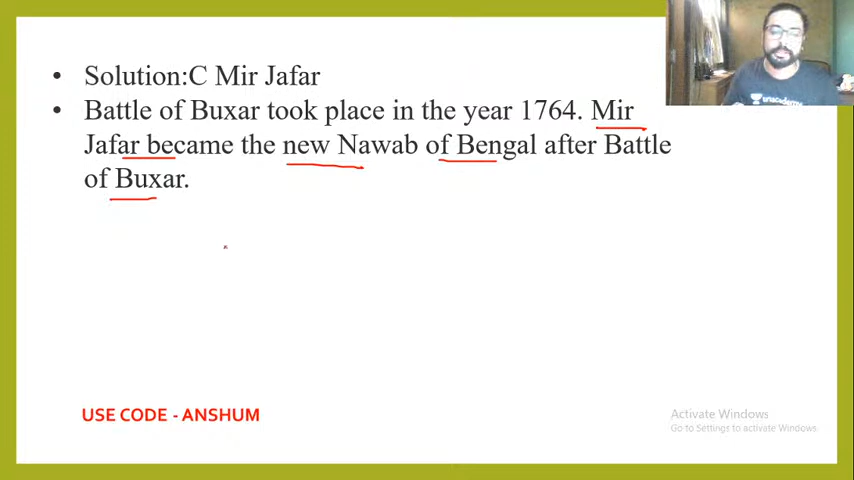 • Solution:C Mir Jafar
• Battle of Buxar took place in the year 1764. Mir
Jafar became the new Nawab of Bengal after Battle
of Buxar.
unacademy
USE CODE - ANSHUM
Activate Windows
Go to Settings to activate Windows.